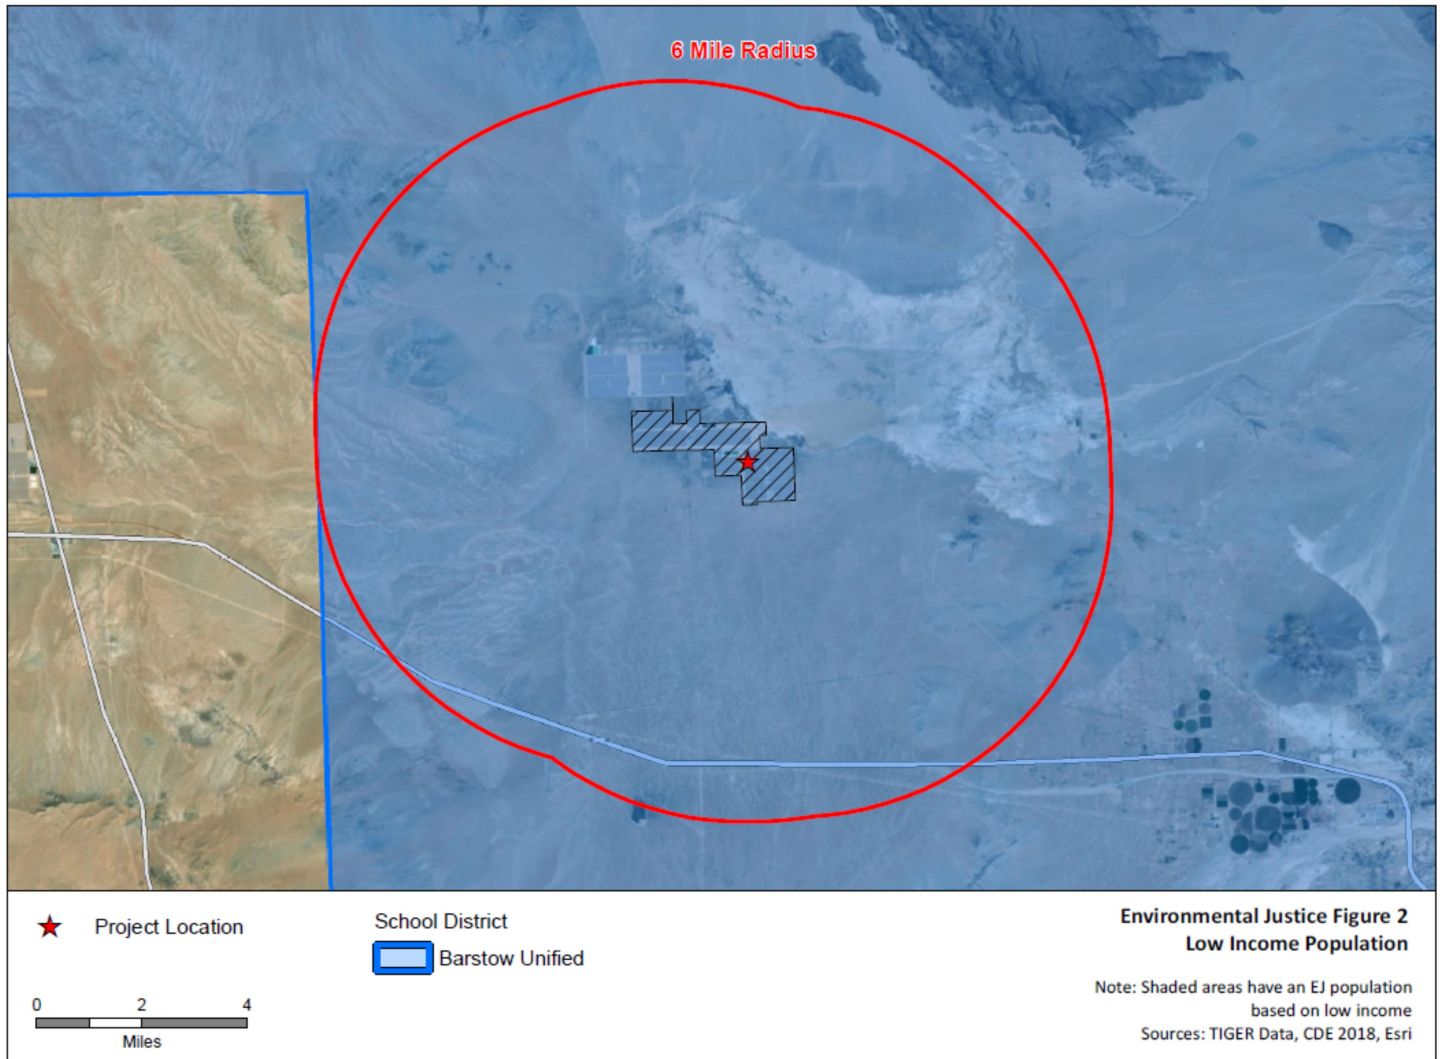 6 Mile Radius
Project Location
0 2 4
Miles
School District
Barstow Unified
Environmental Justice Figure 2
Low Income Population
Note: Shaded areas have an EJ population
based on low income
Sources: TIGER Data, CDE 2018, Esri